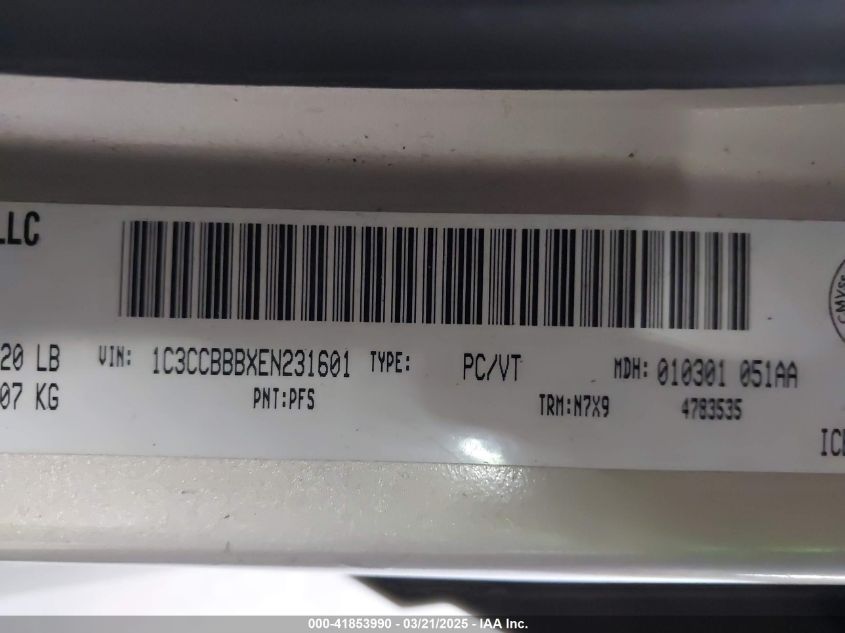 LLC
20 LB VIN: 1C3CCBBBXEN231601 TYPE: PC/VT MDH: 010301 051AA
07 KG PNT:PFS TRM:N7X9 4783535
000-41853990 - 03/21/2025 - IAA Inc.